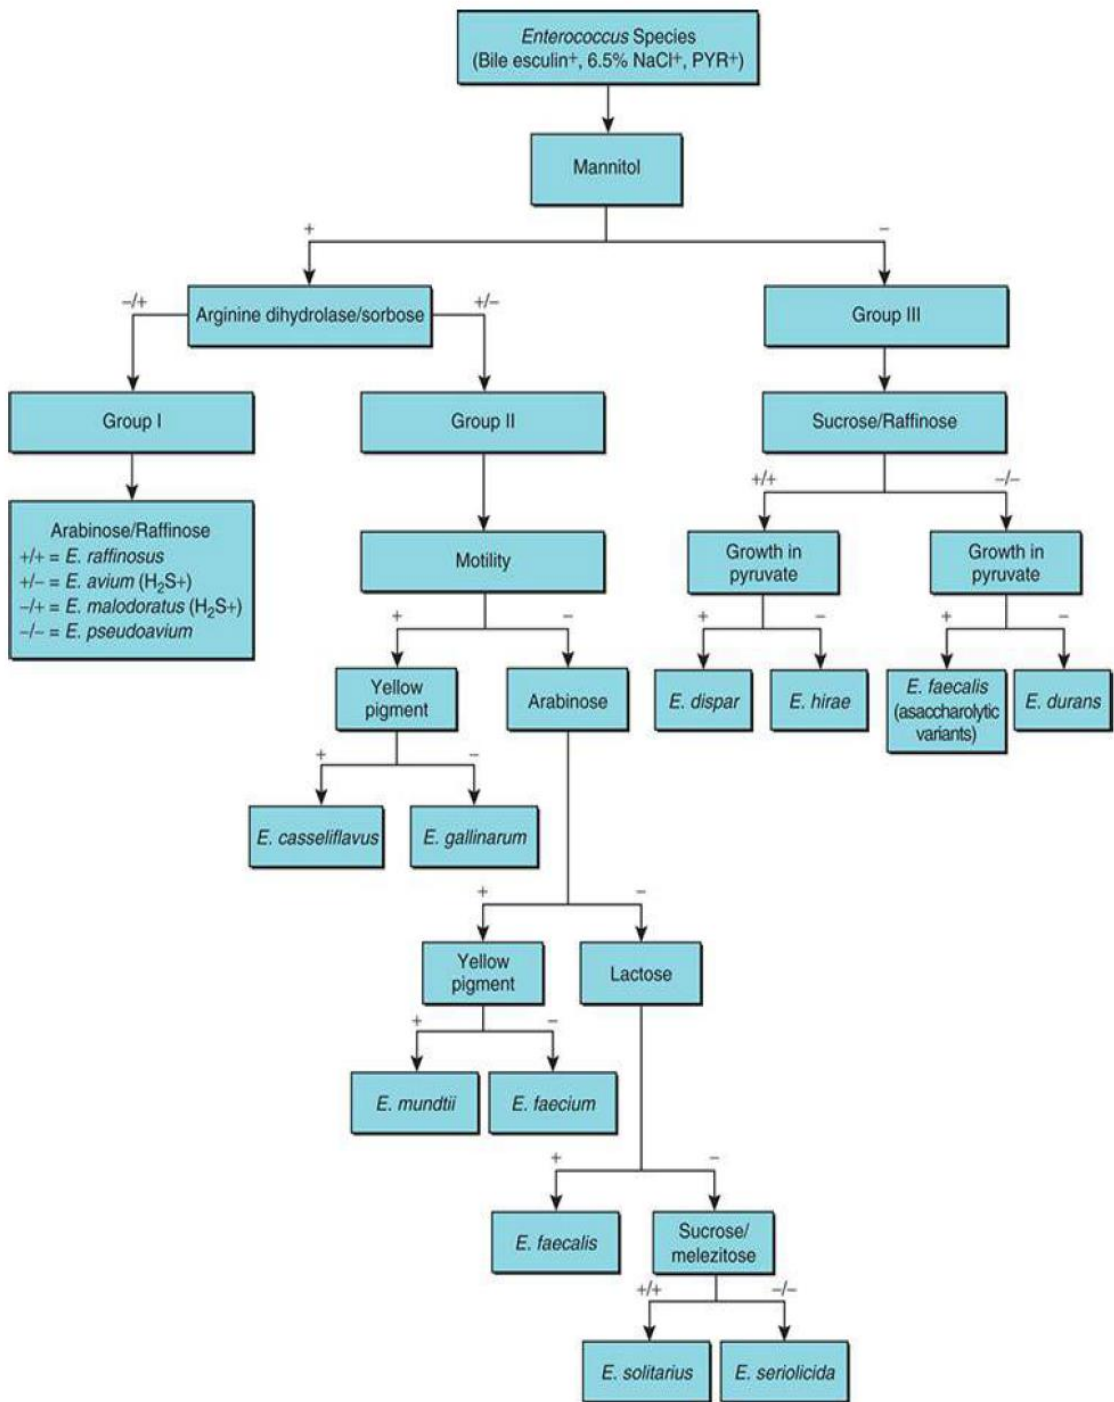 Enterococcus Species
(Bile esculin⁺, 6.5% NaCl⁺, PYR⁺)
Mannitol
+
−
−/+
Arginine dihydrolase/sorbose
+/−
Group III
Group I
Group II
Sucrose/Raffinose
+/+
−/−
Arabinose/Raffinose
+/+ = E. raffinosus
+/− = E. avium (H₂S+)
−/+ = E. malodoratus (H₂S+)
−/− = E. pseudoavium
Motility
Growth in
pyruvate
Growth in
pyruvate
+
−
+
−
+
−
Yellow
pigment
Arabinose
E. dispar
E. hirae
E. faecalis
(asaccharolytic
variants)
E. durans
+
−
E. casseliflavus
E. gallinarum
+
−
Yellow
pigment
Lactose
+
−
E. mundtii
E. faecium
+
−
E. faecalis
Sucrose/
melezitose
+/+
−/−
E. solitarius
E. seriolicida